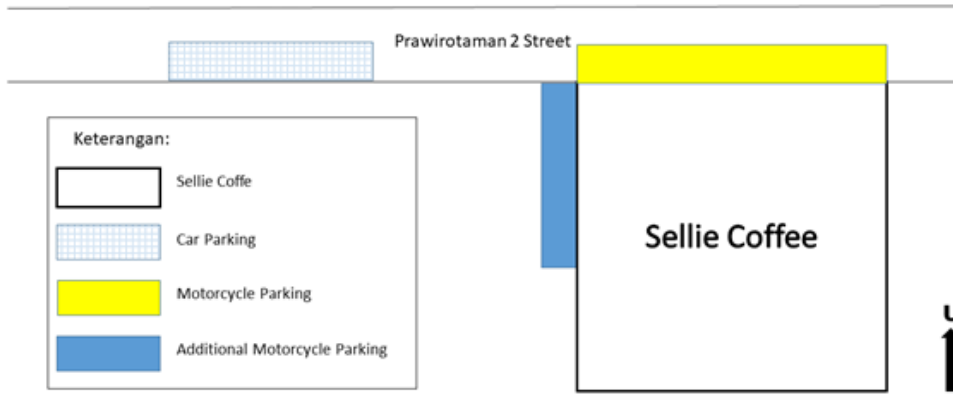 Prawirotaman 2 Street
Keterangan:
Sellie Coffe
Car Parking
Motorcycle Parking
Additional Motorcycle Parking
Sellie Coffee
U